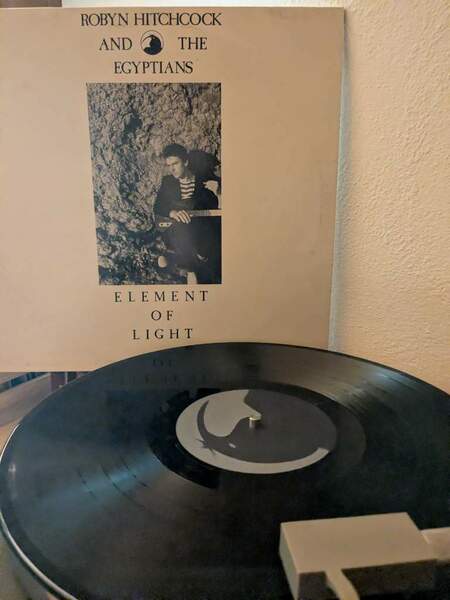 ROBYN HITCHCOCK
AND THE
EGYPTIANS
ELEMENT
OF
LIGHT